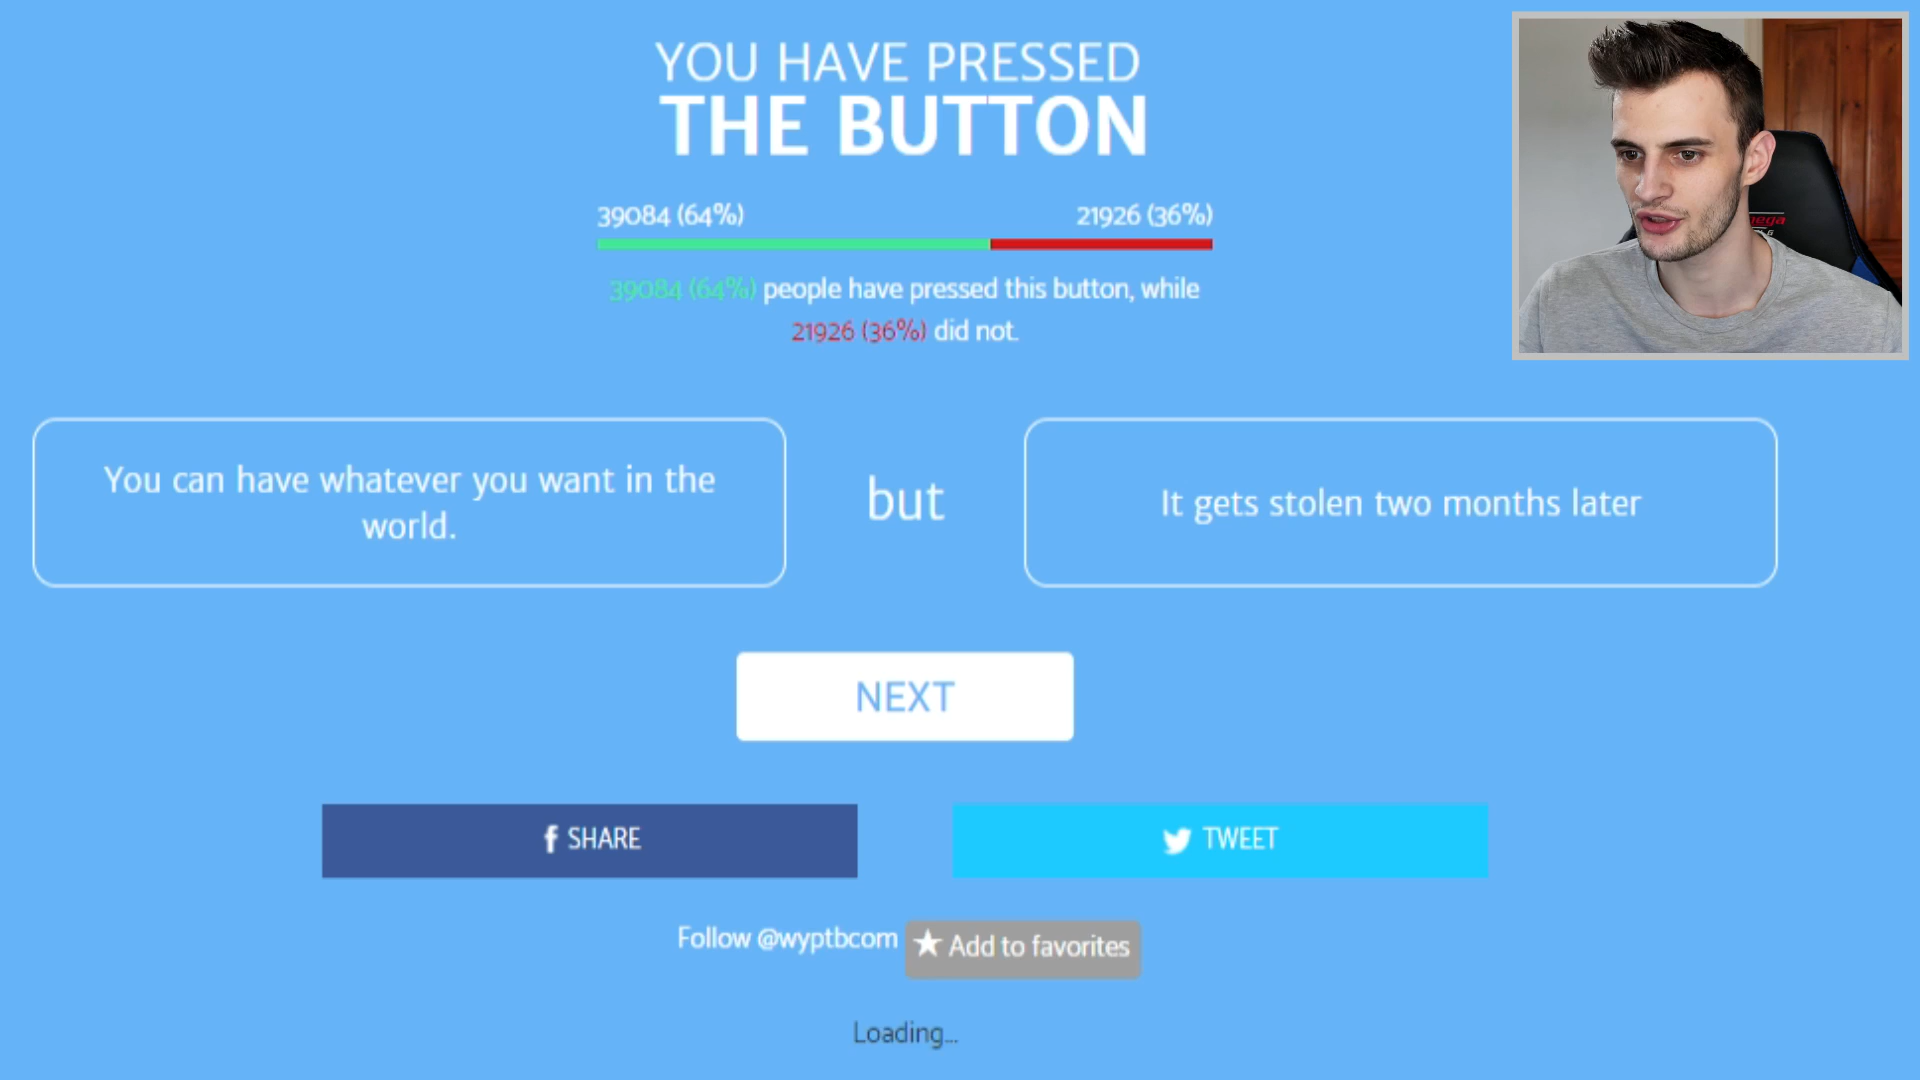 YOU HAVE PRESSED
THE BUTTON
39084 (64%)
21926 (36%)
39084 (64%) people have pressed this button, while
21926 (36%) did not.
You can have whatever you want in the
world.
but
It gets stolen two months later
NEXT
f SHARE
TWEET
Follow @wyptbcom
Add to favorites
Loading...